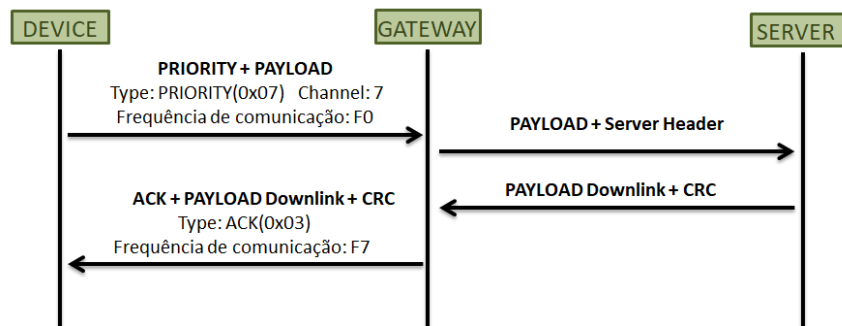 DEVICE
GATEWAY
SERVER
PRIORITY + PAYLOAD
Type: PRIORITY(0x07) Channel: 7
Frequência de comunicação: F0
PAYLOAD + Server Header
PAYLOAD Downlink + CRC
ACK + PAYLOAD Downlink + CRC
Type: ACK(0x03)
Frequência de comunicação: F7